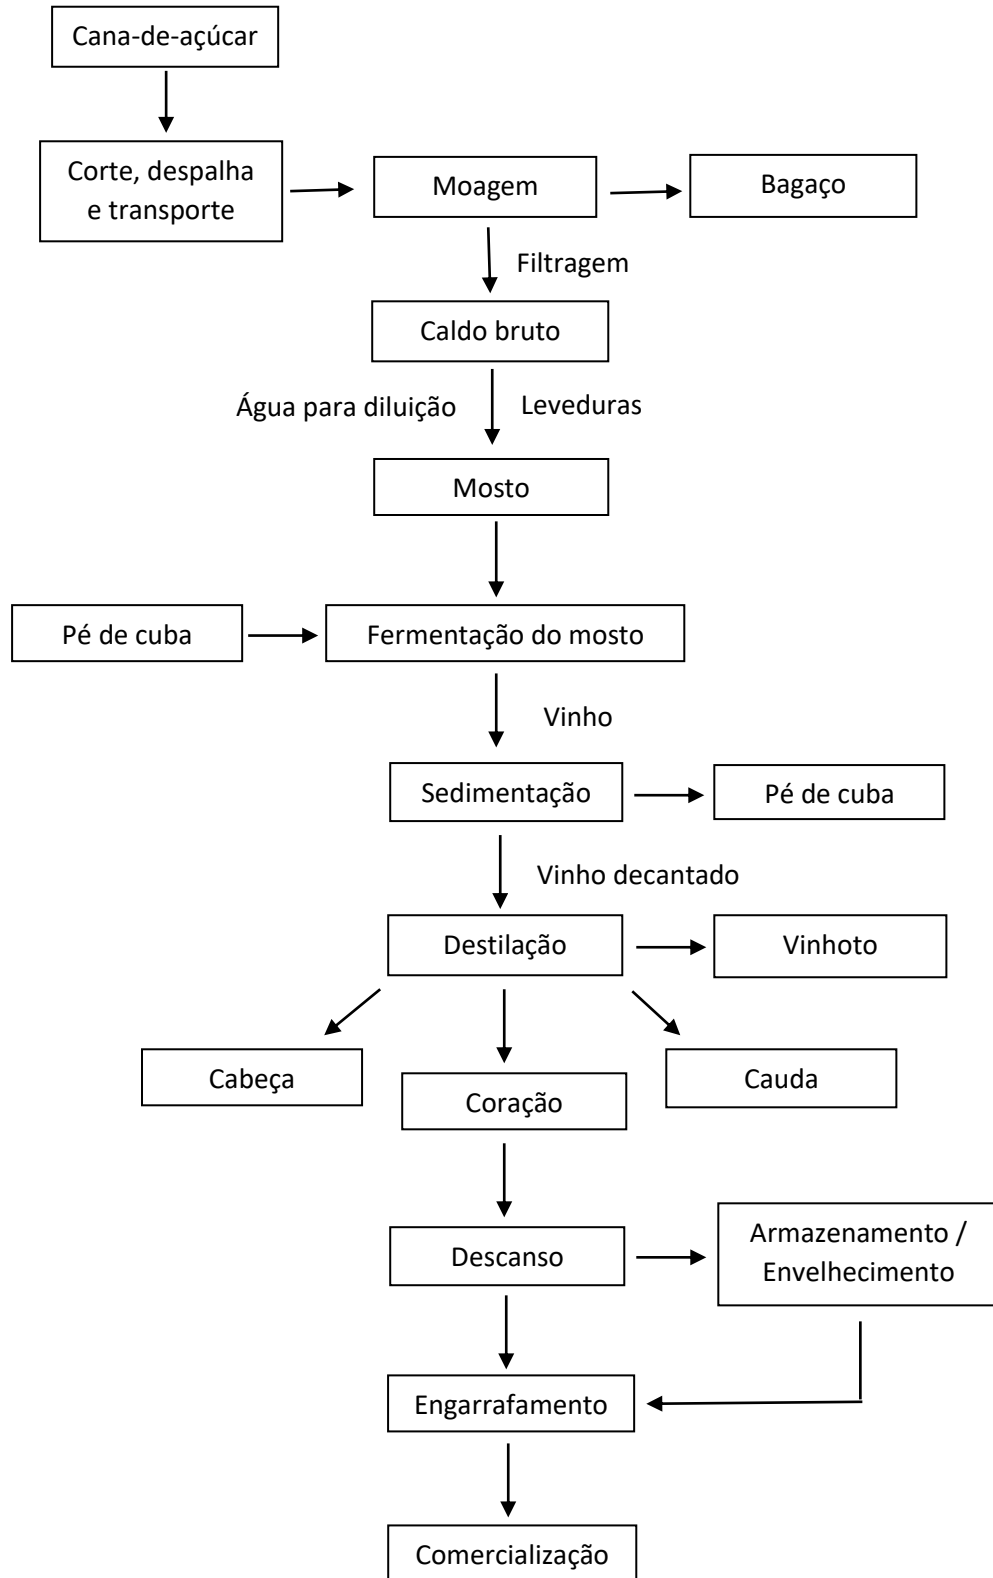 Cana-de-açúcar
Corte, despalha
e transporte
Moagem
Bagaço
Filtragem
Caldo bruto
Água para diluição
Leveduras
Mosto
Pé de cuba
Fermentação do mosto
Vinho
Sedimentação
Pé de cuba
Vinho decantado
Destilação
Vinhoto
Cabeça
Coração
Cauda
Descanso
Armazenamento /
Envelhecimento
Engarrafamento
Comercialização